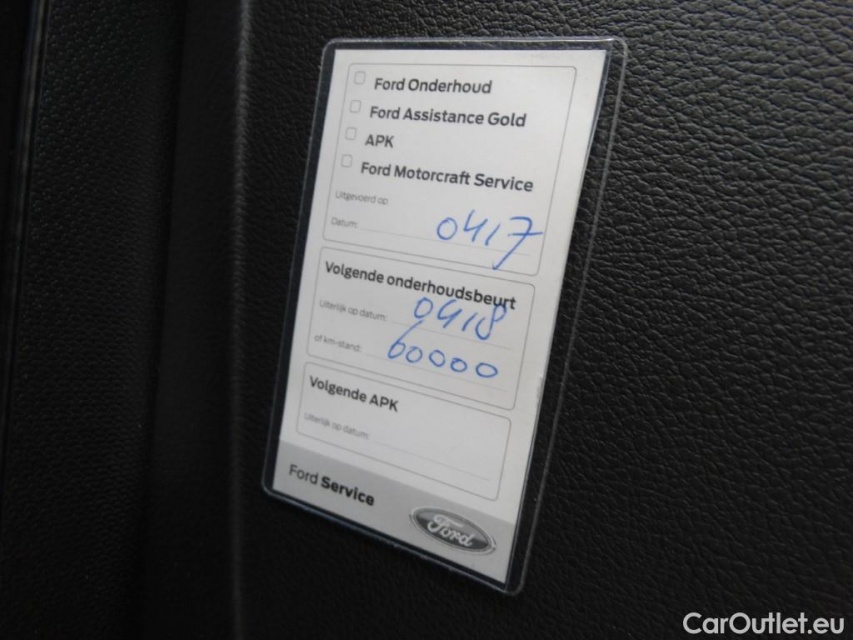 Ford Onderhoud
Ford Assistance Gold
APK
Ford Motorcraft Service
Uitgevoerd op:
Datum: 0417
Volgende onderhoudsbeurt
Uiterlijk op datum: 0418
of km-stand: 60000
Volgende APK
Uiterlijk op datum:
Ford Service
Ford
CarOutlet.eu